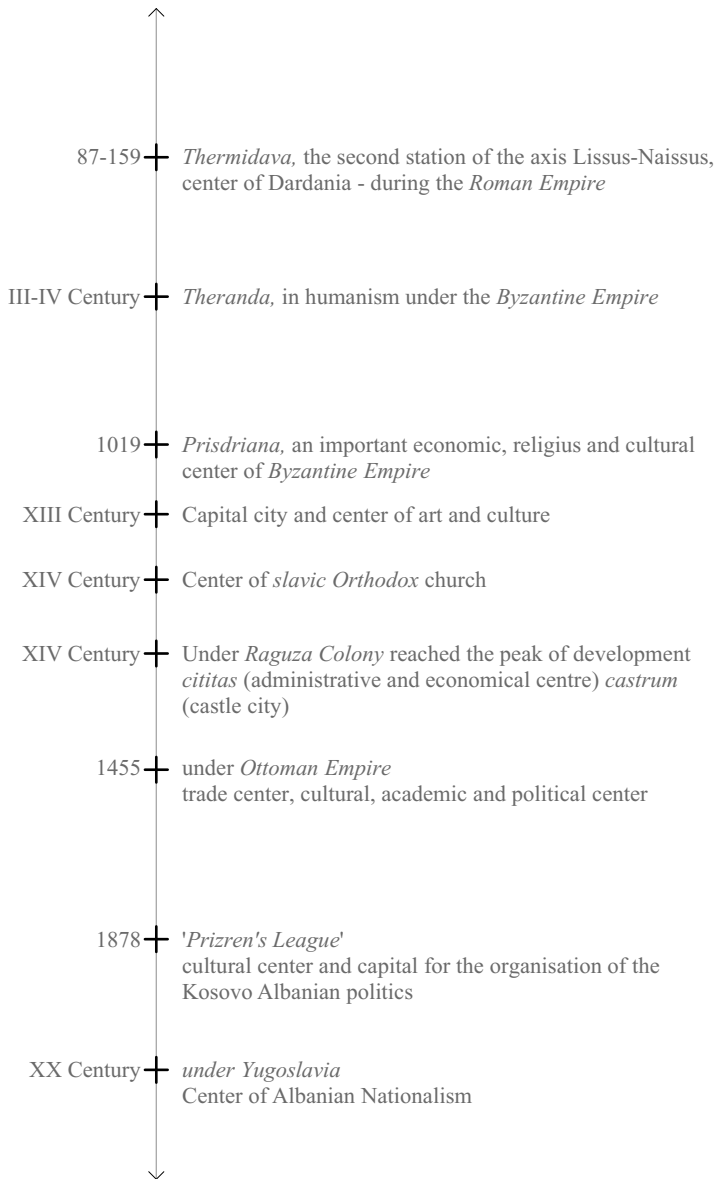 87-159 Thermidava, the second station of the axis Lissus-Naissus,
center of Dardania - during the Roman Empire
III-IV Century Theranda, in humanism under the Byzantine Empire
1019 Prisdriana, an important economic, religius and cultural
center of Byzantine Empire
XIII Century Capital city and center of art and culture
XIV Century Center of slavic Orthodox church
XIV Century Under Raguza Colony reached the peak of development
cititas (administrative and economical centre) castrum
(castle city)
1455 under Ottoman Empire
trade center, cultural, academic and political center
1878 'Prizren's League'
cultural center and capital for the organisation of the
Kosovo Albanian politics
XX Century under Yugoslavia
Center of Albanian Nationalism